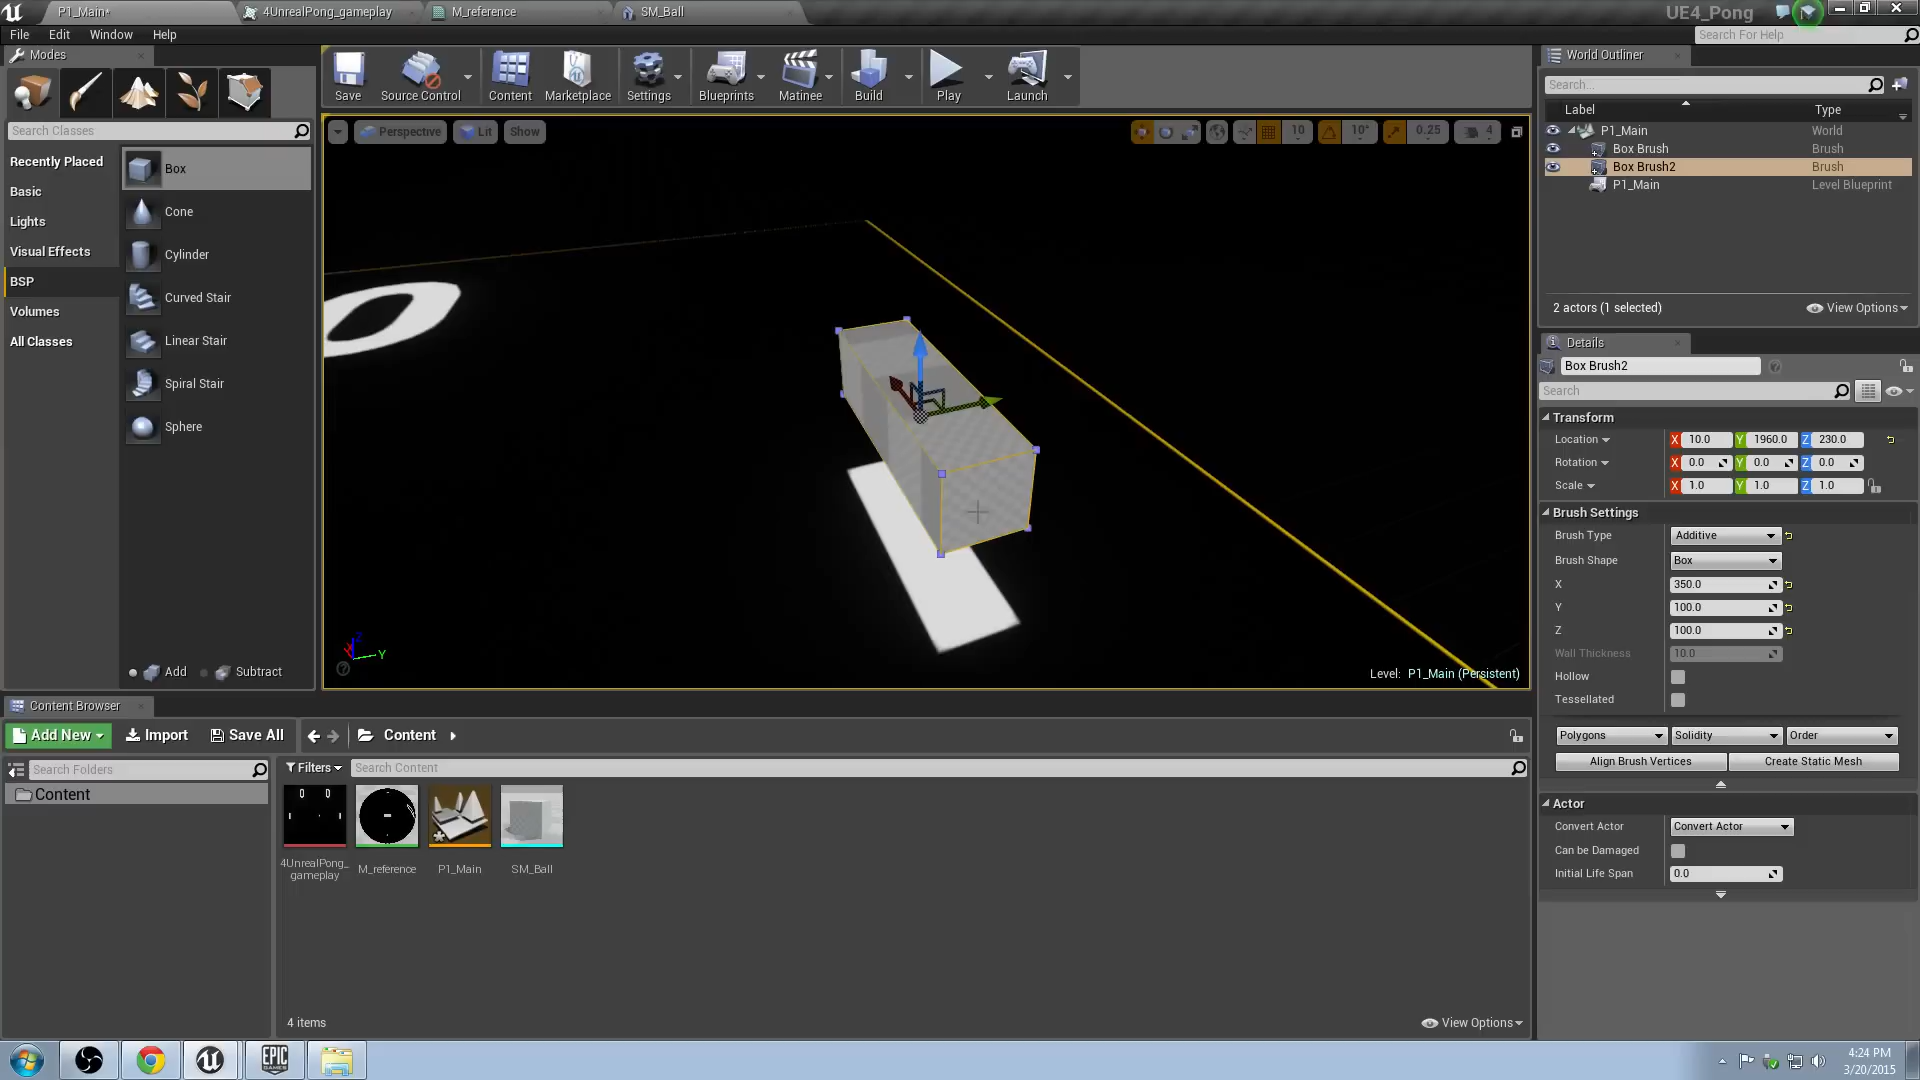 P1_Main*
4UnrealPong_gameplay
M_reference
SM_Ball
UE4_Pong
File Edit Window Help
Search For Help
Modes
Search Classes
Recently Placed
Basic
Lights
Visual Effects
BSP
Volumes
All Classes
Box
Cone
Cylinder
Curved Stair
Linear Stair
Spiral Stair
Sphere
Add Subtract
Save Source Control Content Marketplace Settings Blueprints Matinee Build Play Launch
Perspective Lit Show
10 10° 0.25 4
Z
X Y
Level: P1_Main (Persistent)
World Outliner
Search...
Label Type
P1_Main World
Box Brush Brush
Box Brush2 Brush
P1_Main Level Blueprint
2 actors (1 selected) View Options
Details
Box Brush2
Search
Transform
Location X 10.0 Y 1960.0 Z 230.0
Rotation X 0.0 Y 0.0 Z 0.0
Scale X 1.0 Y 1.0 Z 1.0
Brush Settings
Brush Type Additive
Brush Shape Box
X 350.0
Y 100.0
Z 100.0
Wall Thickness 10.0
Hollow
Tessellated
Polygons Solidity Order
Align Brush Vertices Create Static Mesh
Actor
Convert Actor Convert Actor
Can be Damaged
Initial Life Span 0.0
Content Browser
Add New Import Save All Content
Search Folders
Content
Filters Search Content
4UnrealPong_
gameplay
M_reference
P1_Main
SM_Ball
4 items View Options
EPIC
GAMES
4:24 PM
3/20/2015